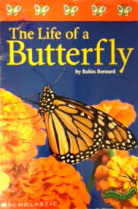 The Life of a
Butterfly
by Robin Bernard
SCHOLASTIC